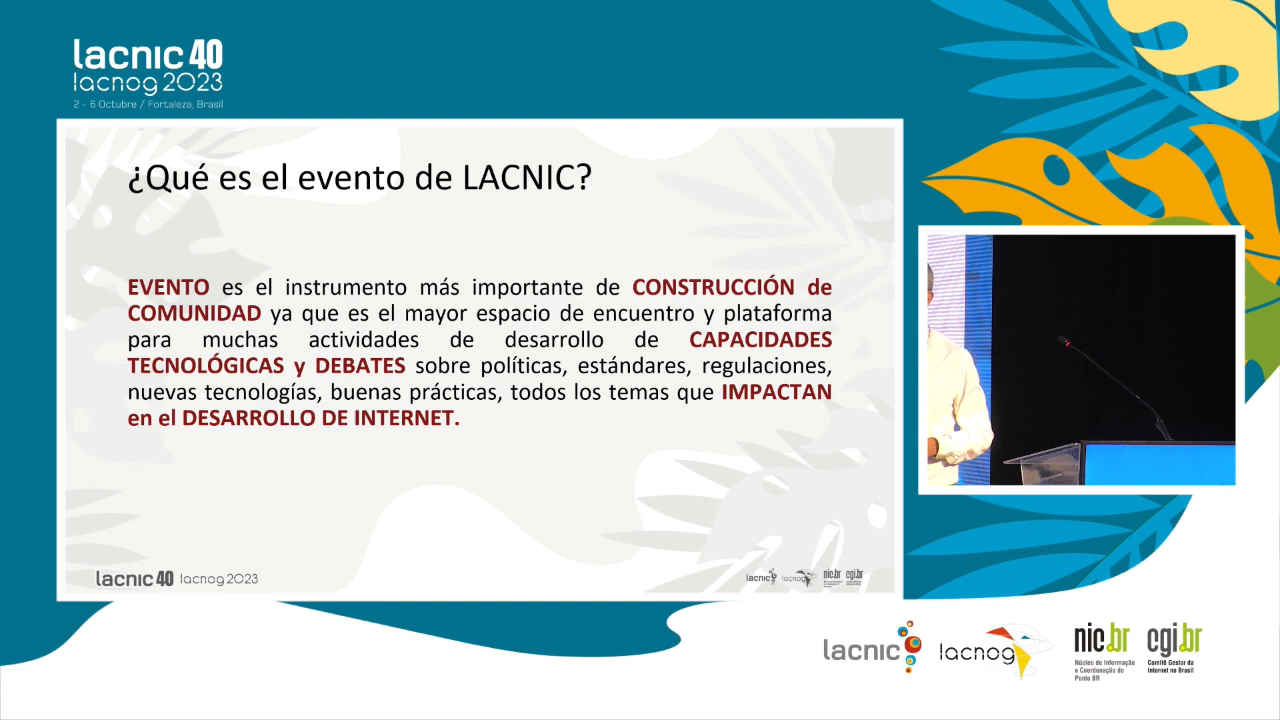 lacnic 40
lacnog 2023
2 - 6 Octubre / Fortaleza, Brasil
¿Qué es el evento de LACNIC?
EVENTO es el instrumento más importante de CONSTRUCCIÓN de
COMUNIDAD ya que es el mayor espacio de encuentro y plataforma
para muchas actividades de desarrollo de CAPACIDADES
TECNOLÓGICAS y DEBATES sobre políticas, estándares, regulaciones,
nuevas tecnologías, buenas prácticas, todos los temas que IMPACTAN
en el DESARROLLO DE INTERNET.
lacnic 40 lacnog 2023
lacnic lacnog nic.br cgi.br
lacnic lacnog nic.br cgi.br
Núcleo de Informação
e Coordenação do
Ponto BR
Comitê Gestor da
Internet no Brasil